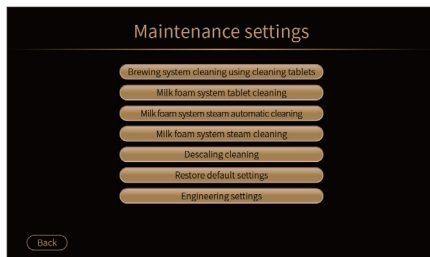 Maintenance settings
Brewing system cleaning using cleaning tablets
Milk foam system tablet cleaning
Milk foam system steam automatic cleaning
Milk foam system steam cleaning
Descaling cleaning
Restore default settings
Engineering settings
Back